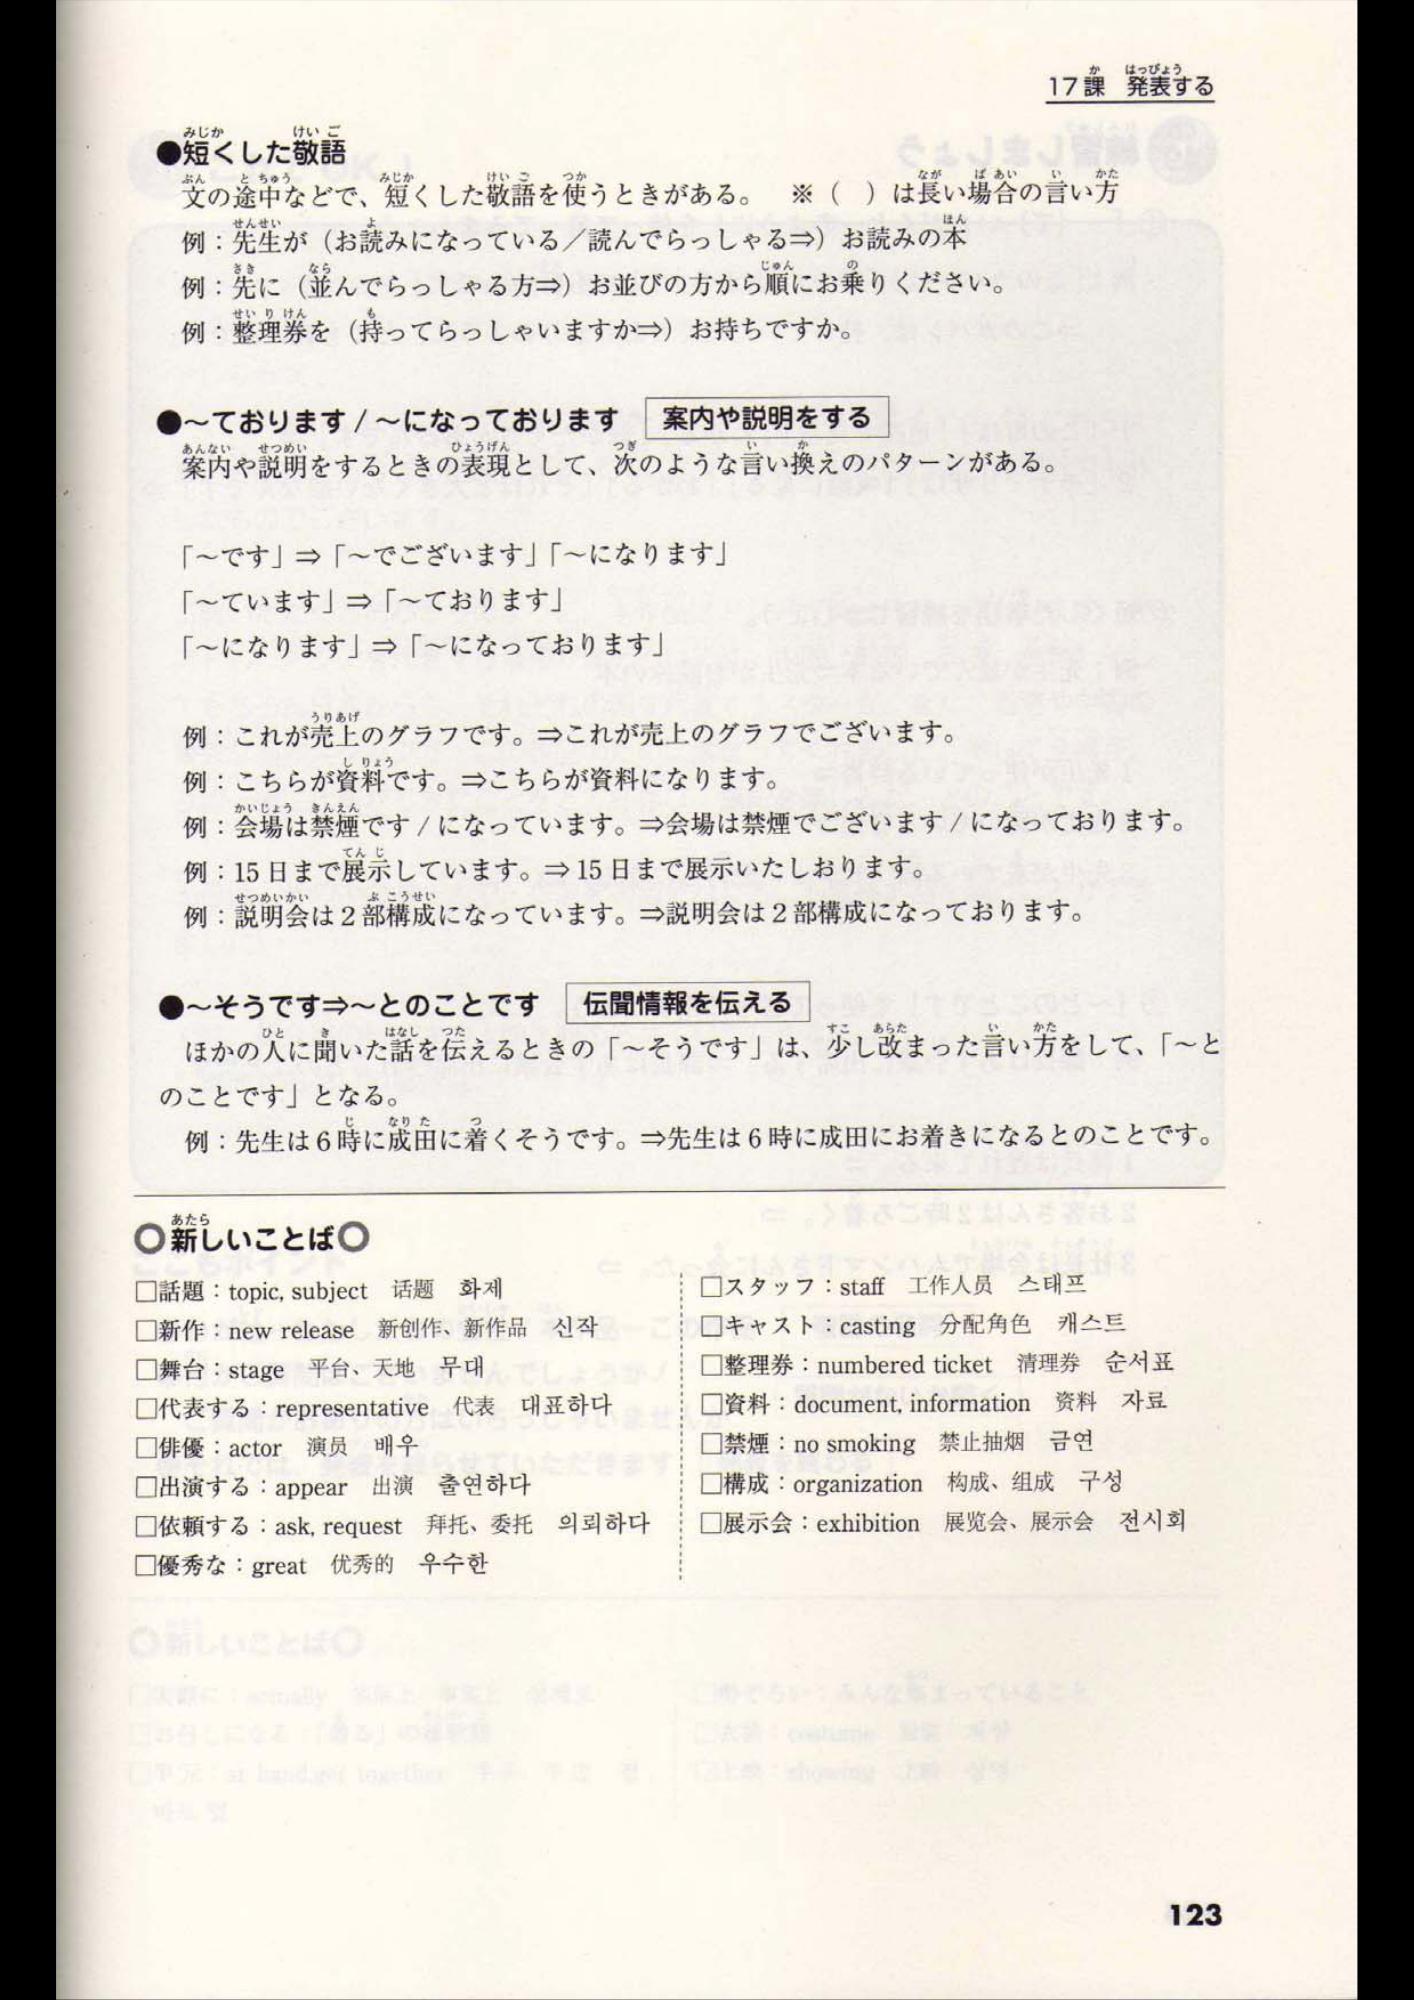 17課　発表する
●短くした敬語
文の途中などで、短くした敬語を使うときがある。　※（　）は長い場合の言い方
例：先生が（お読みになっている／読んでらっしゃる⇒）お読みの本
例：先に（並んでらっしゃる方⇒）お並びの方から順にお乗りください。
例：整理券を（持ってらっしゃいますか⇒）お持ちですか。
●～ております / ～になっております　案内や説明をする
案内や説明をするときの表現として、次のような言い換えのパターンがある。
「～です」⇒「～でございます」「～になります」
「～ています」⇒「～ております」
「～になります」⇒「～になっております」
例：これが売上のグラフです。⇒これが売上のグラフでございます。
例：こちらが資料です。⇒こちらが資料になります。
例：会場は禁煙です / になっています。⇒会場は禁煙でございます / になっております。
例：15日まで展示しています。⇒15日まで展示いたしおります。
例：説明会は２部構成になっています。⇒説明会は２部構成になっております。
●～そうです⇒～とのことです　伝聞情報を伝える
ほかの人に聞いた話を伝えるときの「～そうです」は、少し改まった言い方をして、「～と
のことです」となる。
例：先生は６時に成田に着くそうです。⇒先生は６時に成田にお着きになるとのことです。
○新しいことば○
□話題：topic, subject　话题　화제
□新作：new release　新创作、新作品　신작
□舞台：stage　平台、天地　무대
□代表する：representative　代表　대표하다
□俳優：actor　演员　배우
□出演する：appear　出演　출연하다
□依頼する：ask, request　拜托、委托　의뢰하다
□優秀な：great　优秀的　우수한
□スタッフ：staff　工作人员　스태프
□キャスト：casting　分配角色　캐스트
□整理券：numbered ticket　清理券　순서표
□資料：document, information　资料　자료
□禁煙：no smoking　禁止抽烟　금연
□構成：organization　构成、组成　구성
□展示会：exhibition　展览会、展示会　전시회
123